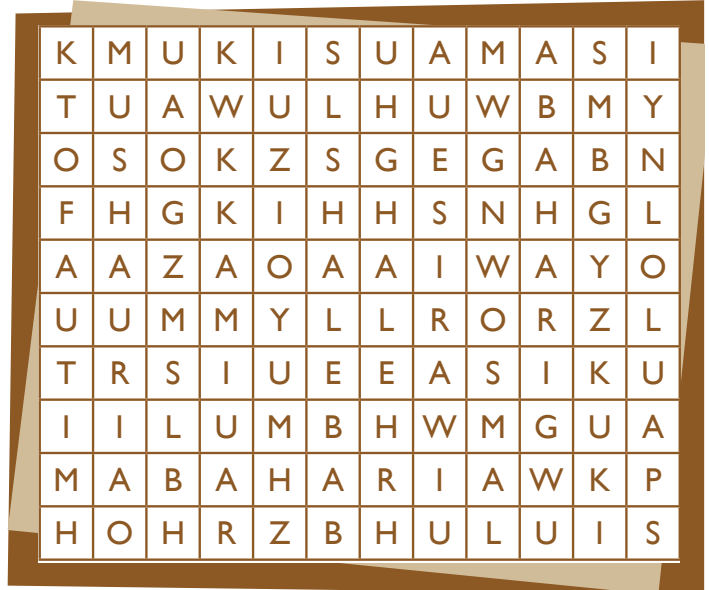 K M U K I S U A M A S I
T U A W U L H U W B M Y
O S O K Z S G E G A B N
F H G K I H H S N H G L
A A Z A O A A I W A Y O
U U M M Y L L R O R Z L
T R S I U E E A S I K U
I I L U M B H W M G U A
M A B A H A R I A W K P
H O H R Z B H U L U I S